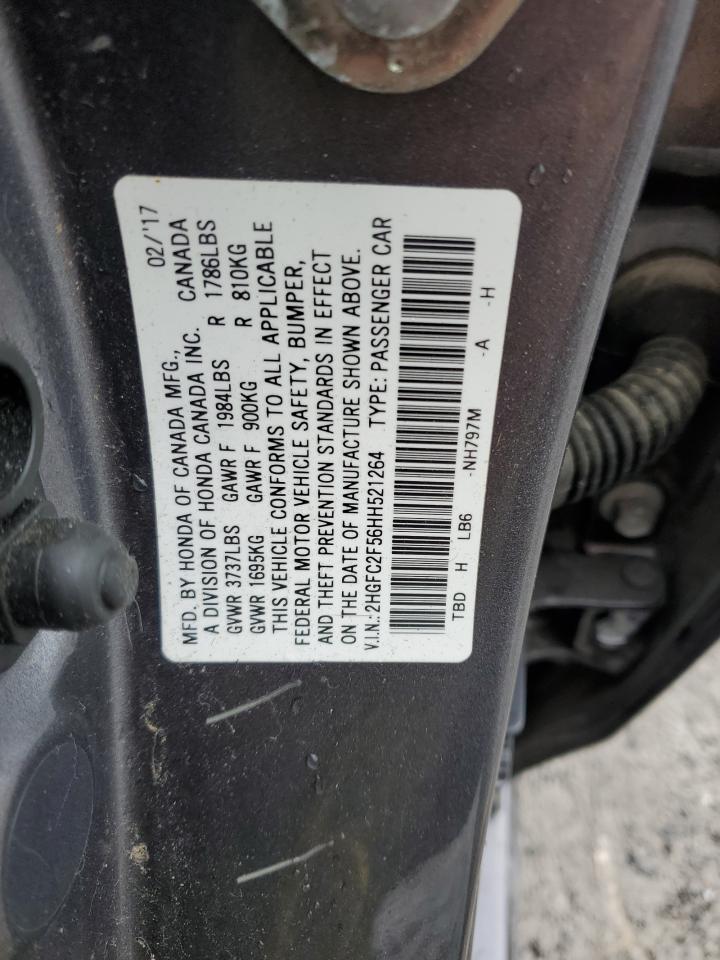 02/'17
MFD. BY HONDA OF CANADA MFG.,
A DIVISION OF HONDA CANADA INC. CANADA
GVWR 3737LBS GAWR F 1984LBS R 1786LBS
GVWR 1695KG GAWR F 900KG R 810KG
THIS VEHICLE CONFORMS TO ALL APPLICABLE
FEDERAL MOTOR VEHICLE SAFETY, BUMPER,
AND THEFT PREVENTION STANDARDS IN EFFECT
ON THE DATE OF MANUFACTURE SHOWN ABOVE.
V.I.N.: 2HGFC2F56HH521264 TYPE: PASSENGER CAR
TBD H LB6 -NH797M -A -H